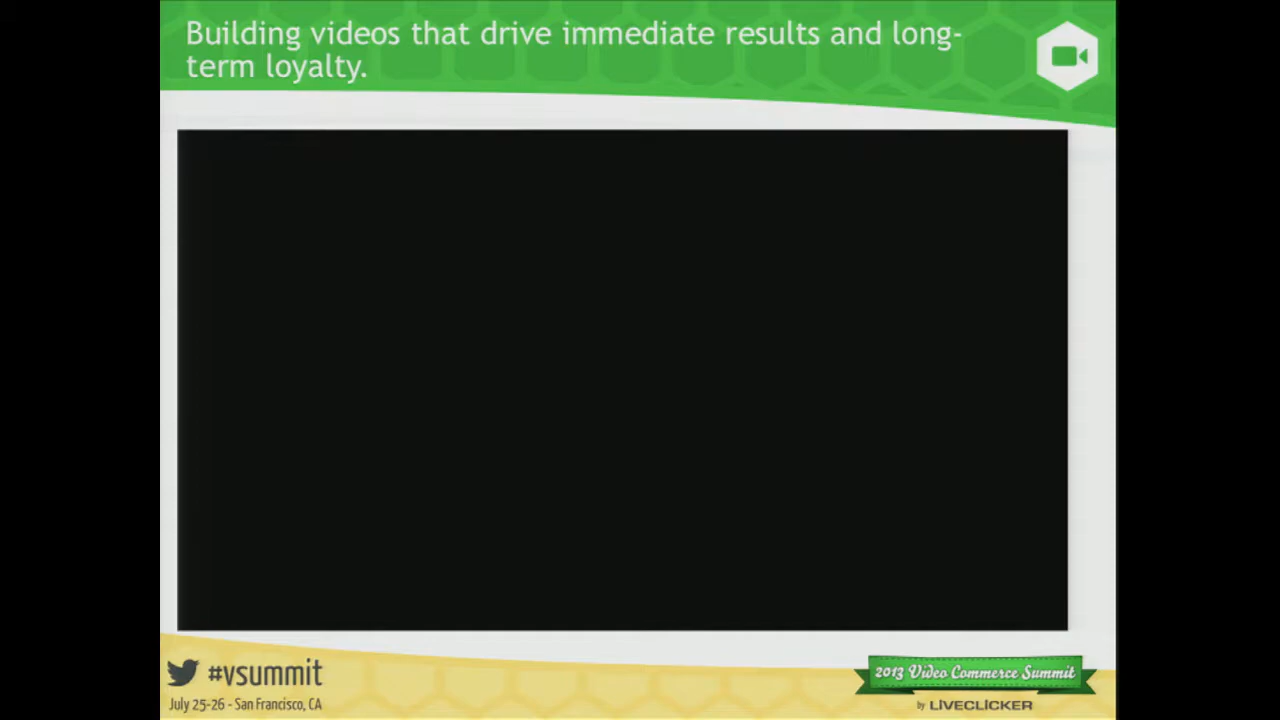 Building videos that drive immediate results and long-
term loyalty.
#vsummit
July 25-26 - San Francisco, CA
2013 Video Commerce Summit
by LIVECLICKER